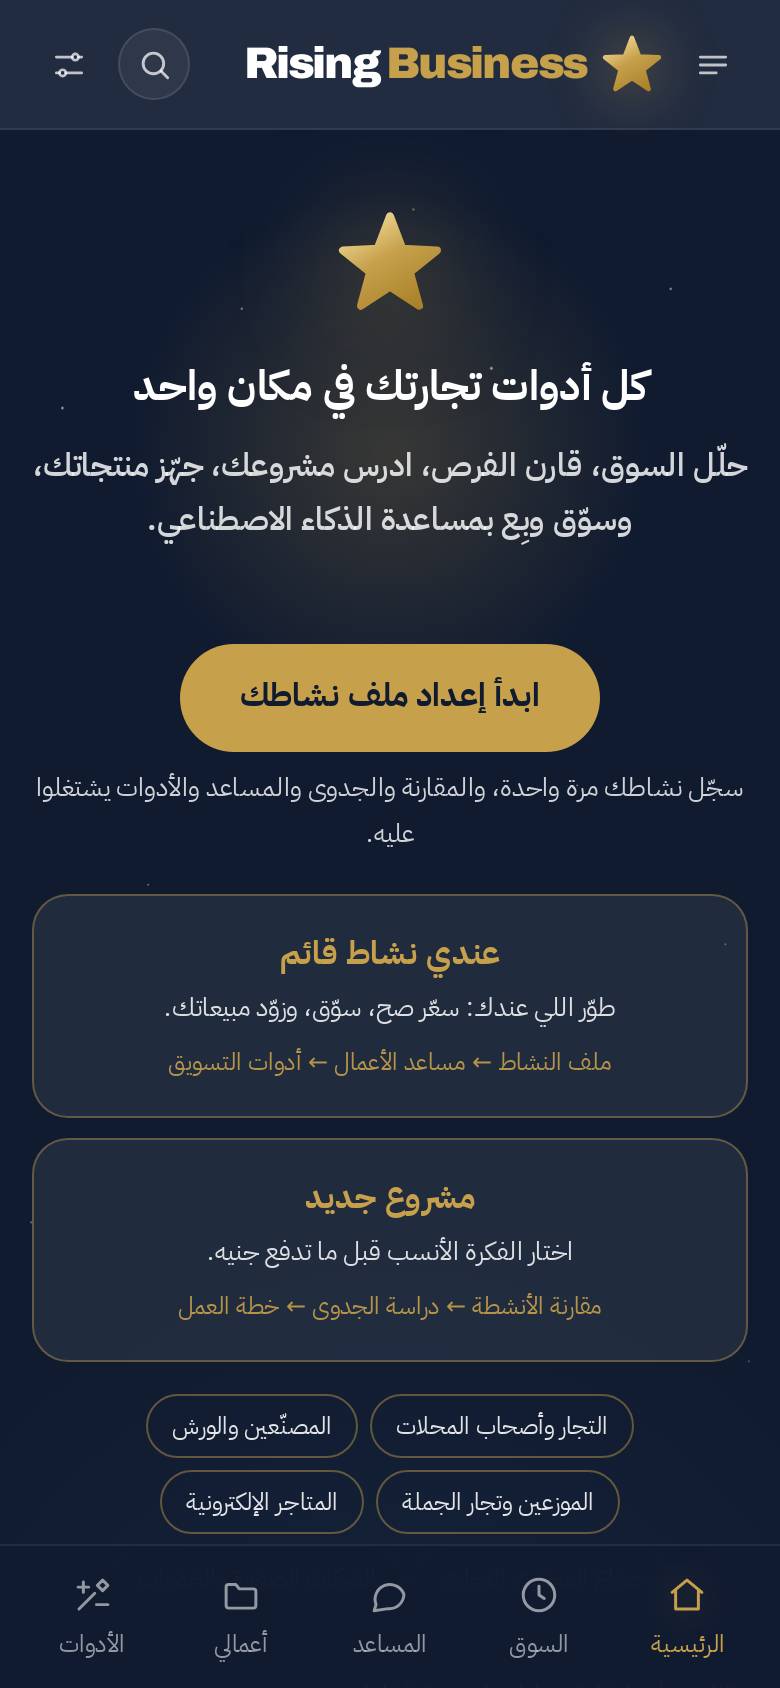 Rising Business
كل أدوات تجارتك في مكان واحد
حلّل السوق، قارن الفرص، ادرس مشروعك، جهّز منتجاتك،
وسوّق وبِع بمساعدة الذكاء الاصطناعي.
ابدأ إعداد ملف نشاطك
سجّل نشاطك مرة واحدة، والمقارنة والجدوى والمساعد والأدوات يشتغلوا
عليه.
عندي نشاط قائم
طوّر اللي عندك: سعّر صح، سوّق، وزوّد مبيعاتك.
ملف النشاط ← مساعد الأعمال ← أدوات التسويق
مشروع جديد
اختار الفكرة الأنسب قبل ما تدفع جنيه.
مقارنة الأنشطة ← دراسة الجدوى ← خطة العمل
التجار وأصحاب المحلات
المصنّعين والورش
الموزعين وتجار الجملة
المتاجر الإلكترونية
الرئيسية
السوق
المساعد
أعمالي
الأدوات